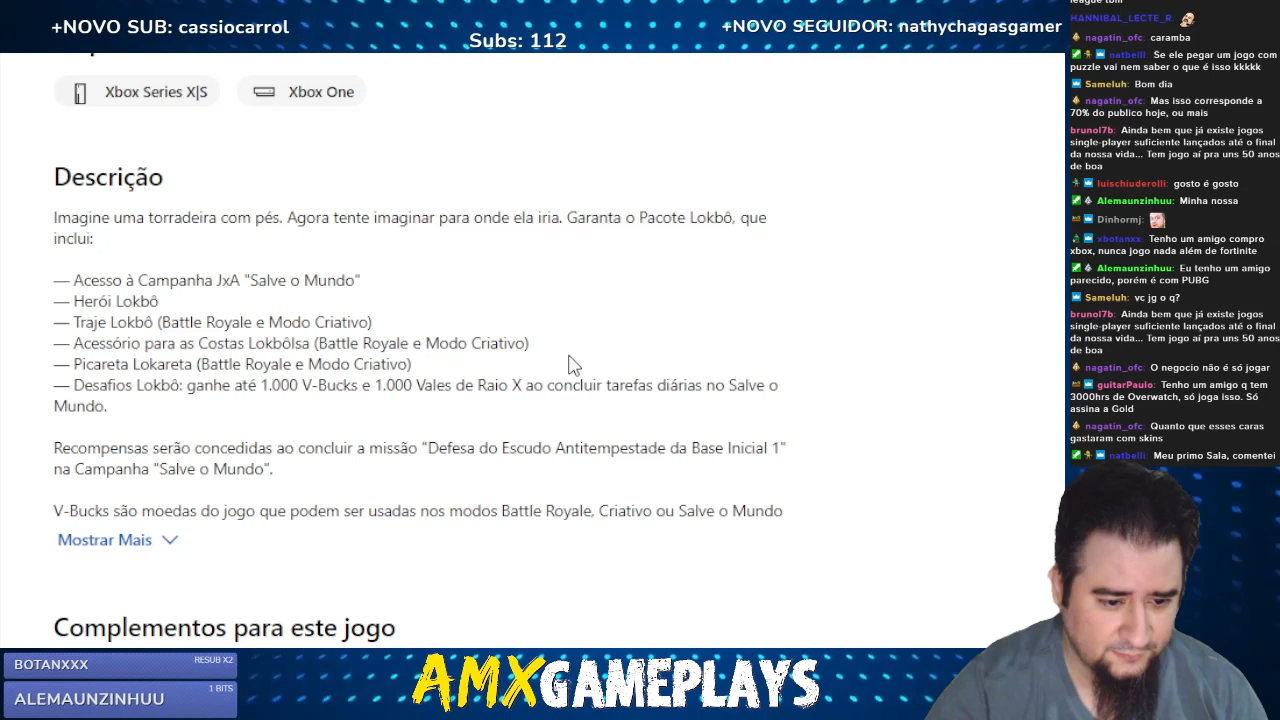 +NOVO SUB: cassiocarrol
Subs: 112
+NOVO SEGUIDOR: nathychagasgamer
Xbox Series X|S
Xbox One
Descrição
Imagine uma torradeira com pés. Agora tente imaginar para onde ela iria. Garanta o Pacote Lokbô, que
inclui:
— Acesso à Campanha JxA "Salve o Mundo"
— Herói Lokbô
— Traje Lokbô (Battle Royale e Modo Criativo)
— Acessório para as Costas Lokbôlsa (Battle Royale e Modo Criativo)
— Picareta Lokareta (Battle Royale e Modo Criativo)
— Desafios Lokbô: ganhe até 1.000 V-Bucks e 1.000 Vales de Raio X ao concluir tarefas diárias no Salve o
Mundo.
Recompensas serão concedidas ao concluir a missão "Defesa do Escudo Antitempestade da Base Inicial 1"
na Campanha "Salve o Mundo".
V-Bucks são moedas do jogo que podem ser usadas nos modos Battle Royale, Criativo ou Salve o Mundo
Mostrar Mais
Complementos para este jogo
HANNIBAL_LECTE_R:
nagatin_ofc: caramba
natbelli: Se ele pegar um jogo com
puzzle vai nem saber o que é isso kkkkk
Sameluh: Bom dia
nagatin_ofc: Mas isso corresponde a
70% do publico hoje, ou mais
brunol7b: Ainda bem que já existe jogos
single-player suficiente lançados até o final
da nossa vida... Tem jogo aí pra uns 50 anos
de boa
luischiuderolli: gosto é gosto
Alemaunzinhuu: Minha nossa
Dinhormj:
xbotanxx: Tenho um amigo compro
xbox, nunca jogo nada além de fortinite
Alemaunzinhuu: Eu tenho um amigo
parecido, porém é com PUBG
Sameluh: vc jg o q?
brunol7b: Ainda bem que já existe jogos
single-player suficiente lançados até o final
da nossa vida... Tem jogo aí pra uns 50 anos
de boa
nagatin_ofc: O negocio não é só jogar
guitarPaulo: Tenho um amigo q tem
3000hrs de Overwatch, só joga isso. Só
assina a Gold
nagatin_ofc: Quanto que esses caras
gastaram com skins
natbelli: Meu primo Sala, comentei
BOTANXXX
RESUB X2
ALEMAUNZINHUU
1 BITS
AMXGAMEPLAYS